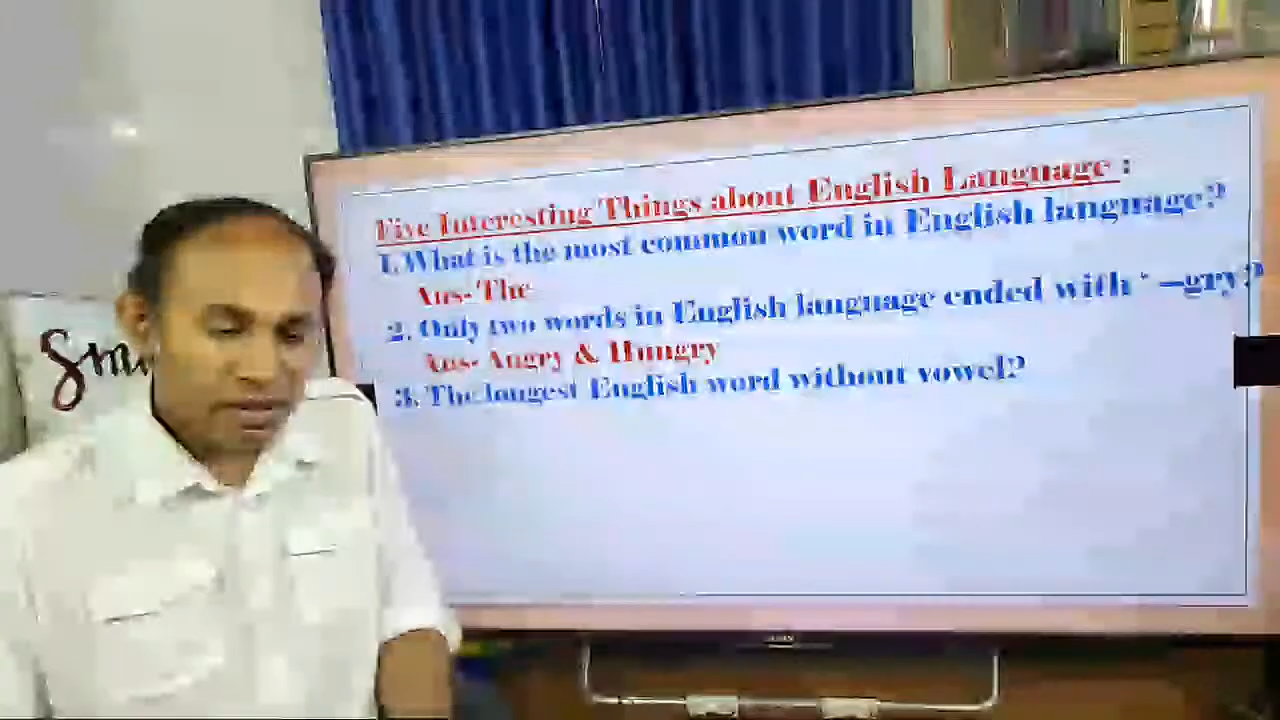 Five Interesting Things about English Language :
1. What is the most common word in English language?
Ans- The
2. Only two words in English language ended with ' –gry?
Ans- Angry & Hungry
3. The longest English word without vowel?